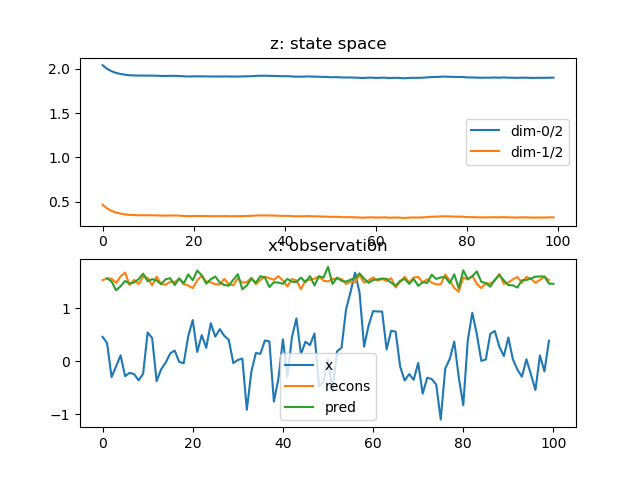 z: state space
2.0
1.5
1.0
0.5
dim-0/2
dim-1/2
0 20 40 60 80 100
x: observation
1
0
−1
x
recons
pred
0 20 40 60 80 100